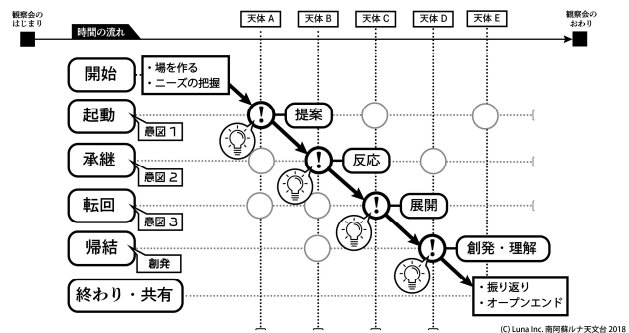 観察会の
はじまり
時間の流れ
天体 A
天体 B
天体 C
天体 D
天体 E
観察会の
おわり
開始
・場を作る
・ニーズの把握
起動
意図 1
!
提案
承継
意図 2
!
反応
転回
意図 3
!
展開
帰結
創発
!
創発・理解
終わり・共有
・振り返り
・オープンエンド
(C) Luna Inc. 南阿蘇ルナ天文台 2018